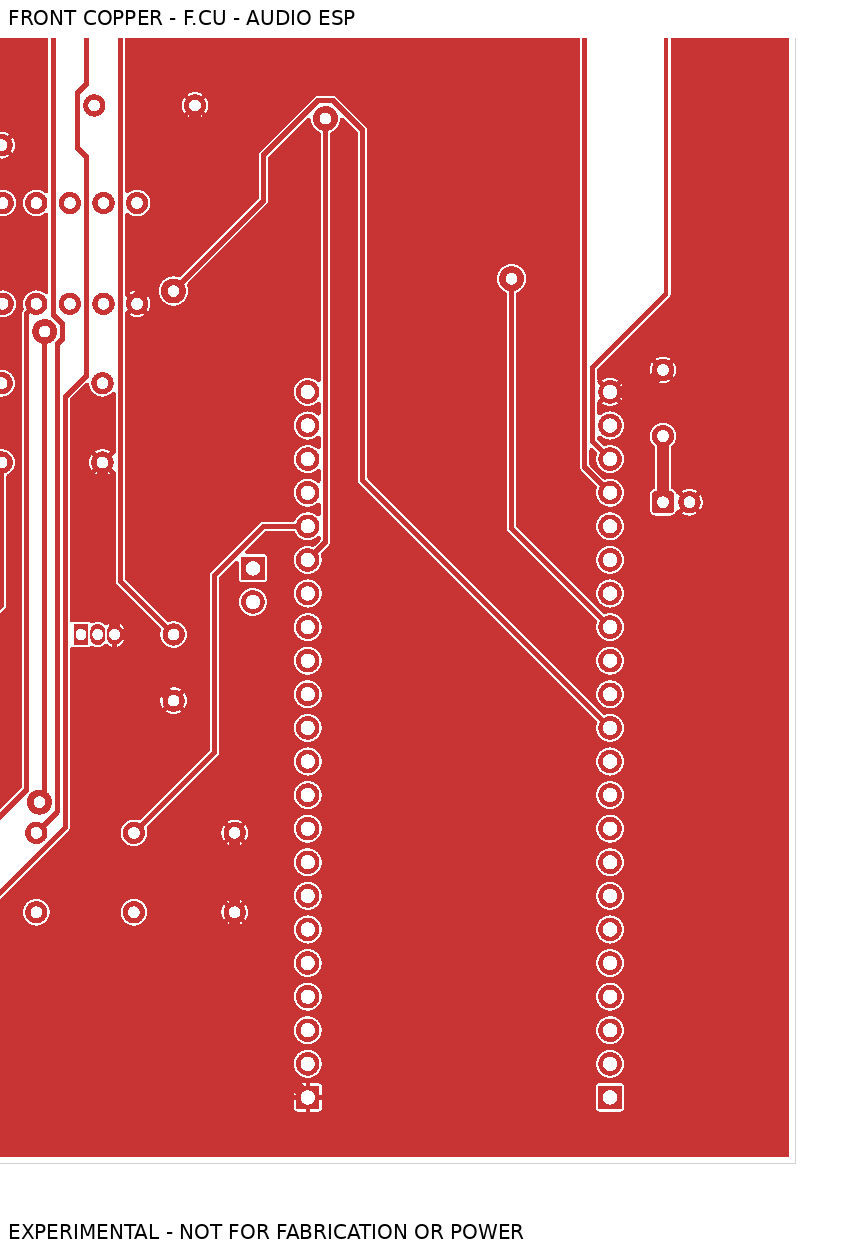 FRONT COPPER - F.CU - AUDIO ESP
EXPERIMENTAL - NOT FOR FABRICATION OR POWER